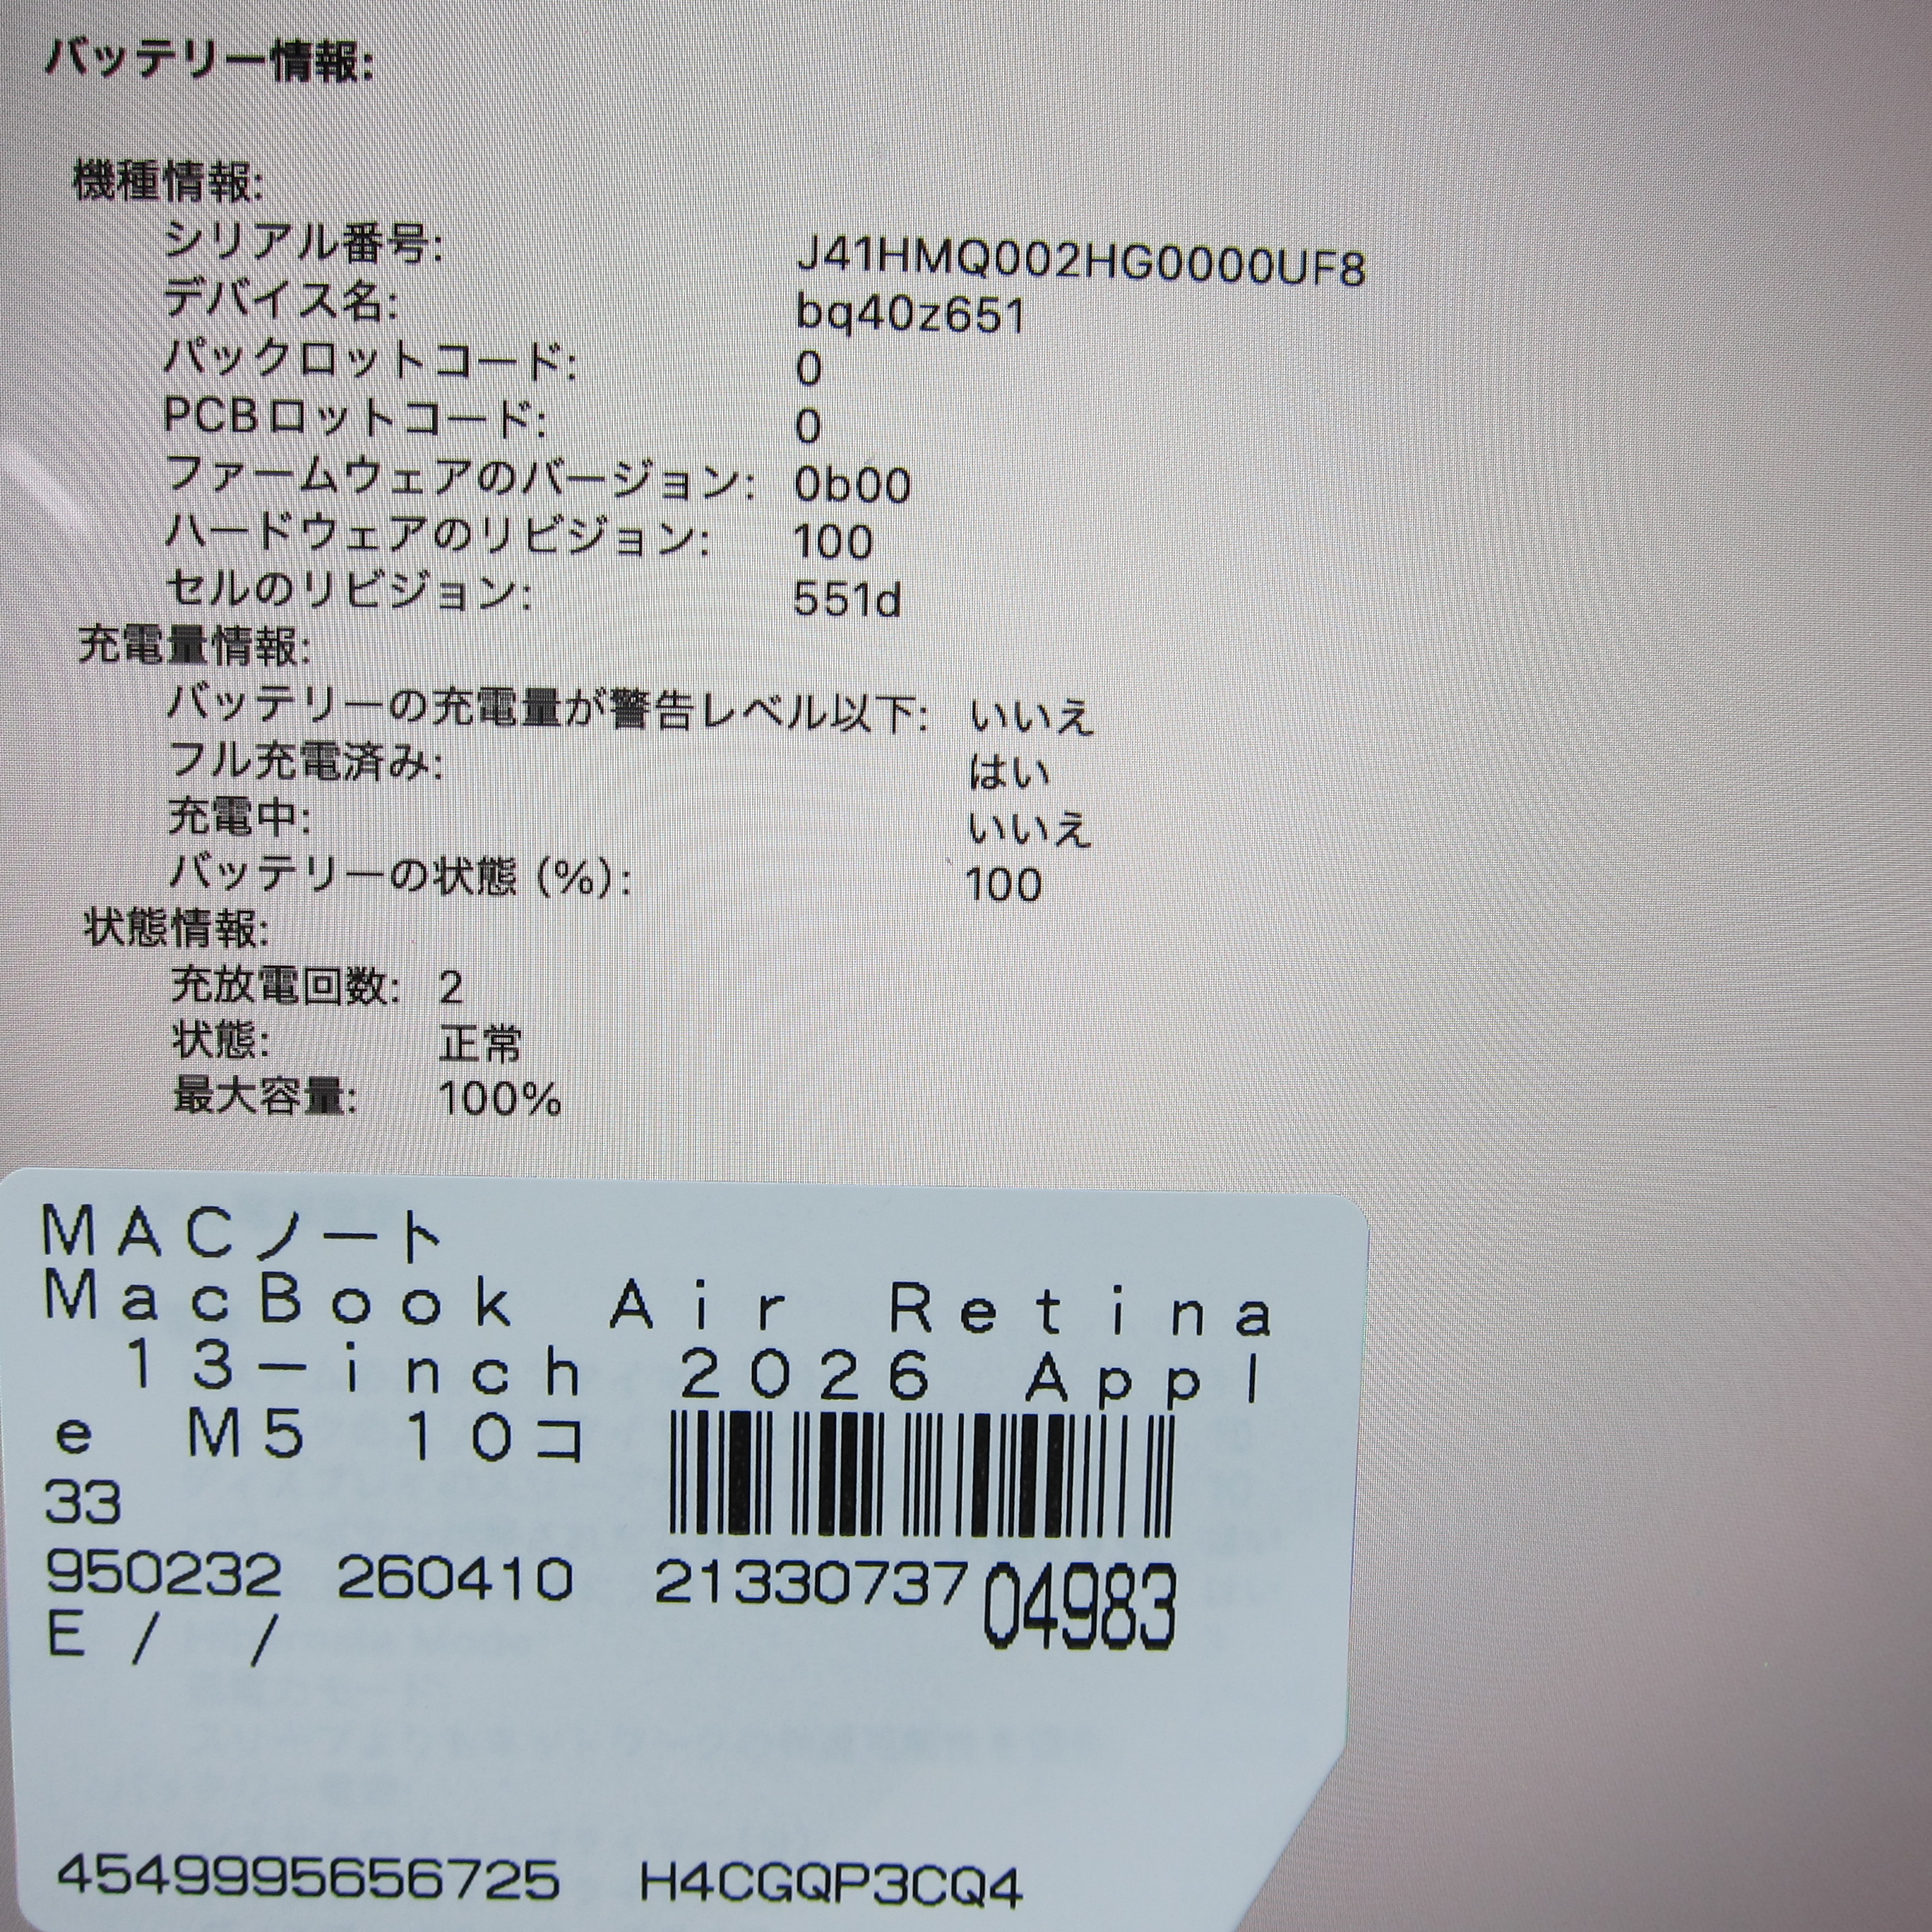 バッテリー情報:
機種情報:
シリアル番号: J41HMQ002HG0000UF8
デバイス名: bq40z651
パックロットコード: 0
PCBロットコード: 0
ファームウェアのバージョン: 0b00
ハードウェアのリビジョン: 100
セルのリビジョン: 551d
充電量情報:
バッテリーの充電量が警告レベル以下: いいえ
フル充電済み: はい
充電中: いいえ
バッテリーの状態 (%): 100
状態情報:
充放電回数: 2
状態: 正常
最大容量: 100%
MACノート
MacBook Air Retina
13-inch 2026 Appl
e M5 10コ
33
950232 260410 21330737 04983
E / /
4549995656725 H4CGQP3CQ4